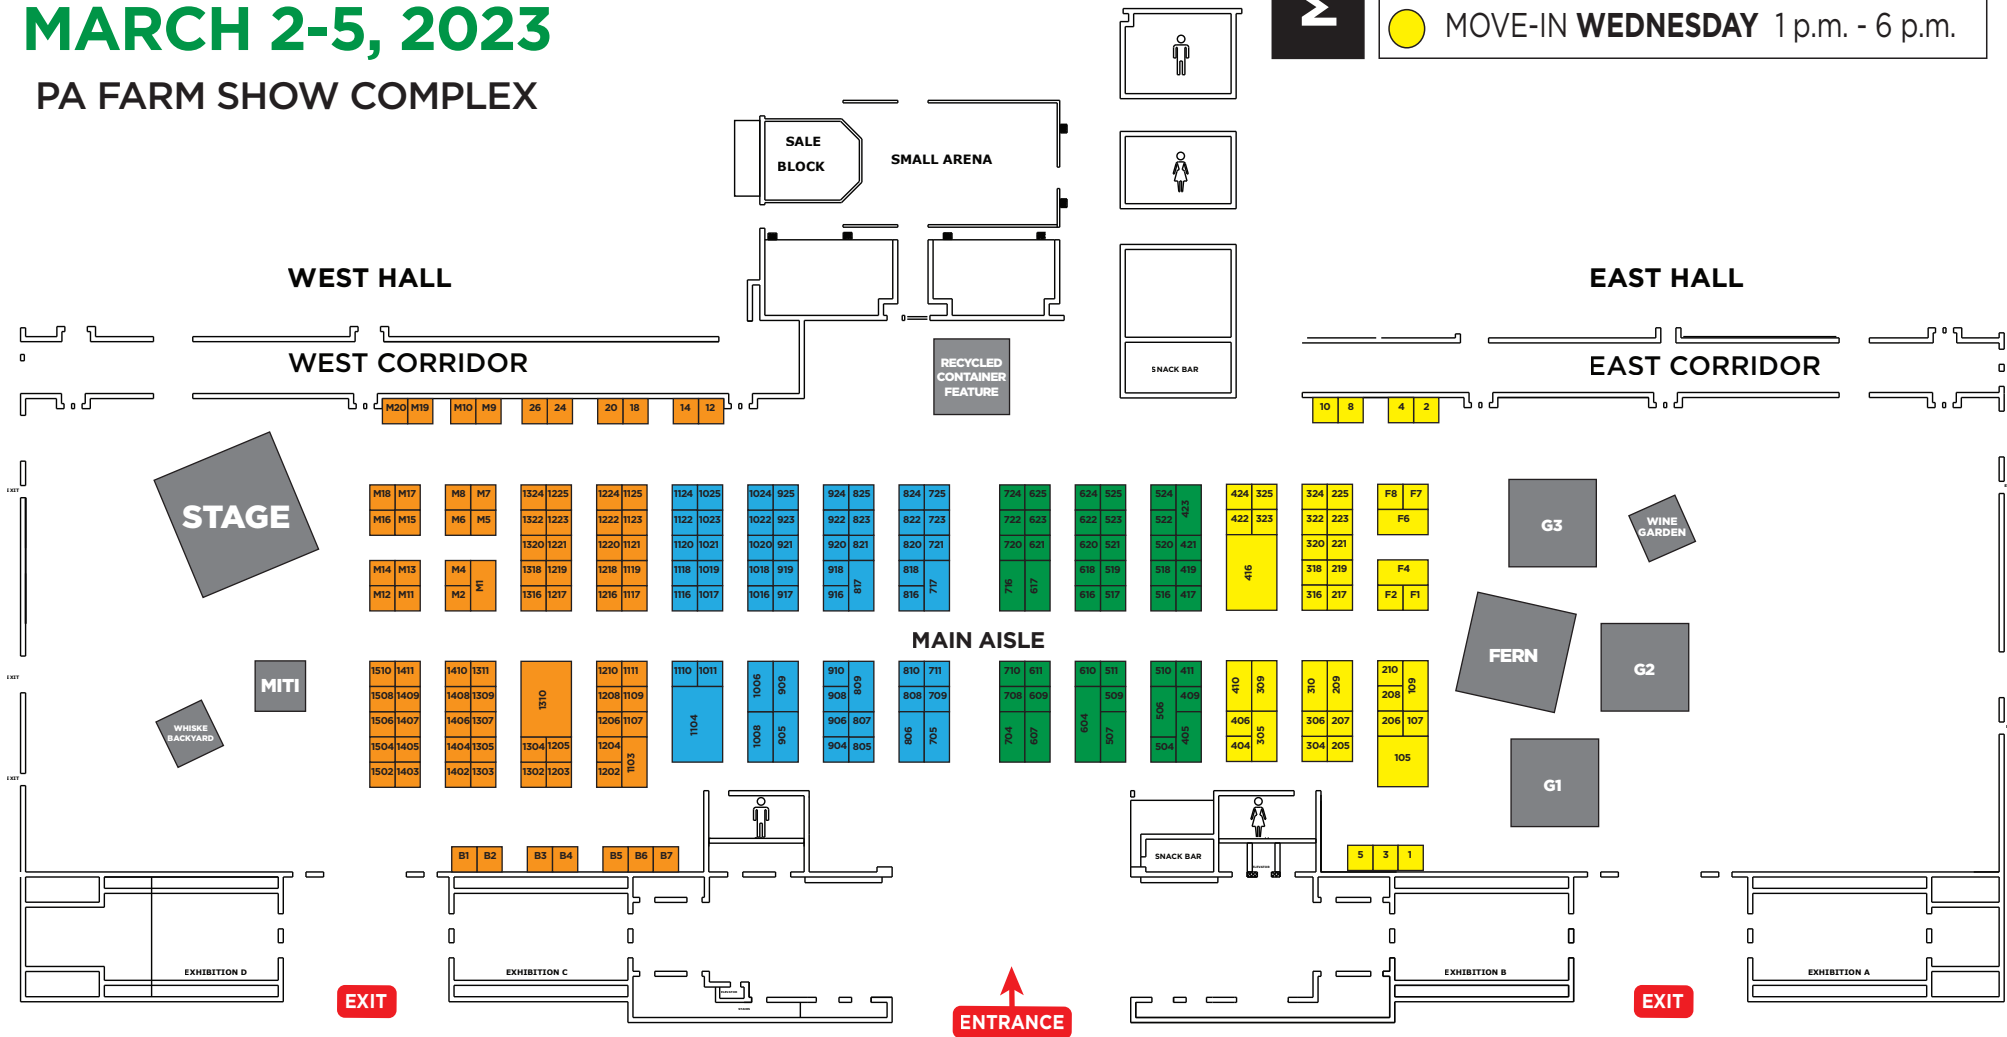 MARCH 2-5, 2023
PA FARM SHOW COMPLEX
M
MOVE-IN WEDNESDAY 1 p.m. - 6 p.m.
SALE
BLOCK
SMALL ARENA
WEST HALL
EAST HALL
WEST CORRIDOR
RECYCLED
CONTAINER
FEATURE
SNACK BAR
EAST CORRIDOR
M20 M19 M10 M9 26 24 20 18 14 12 10 8 4 2
STAGE
G3
WINE
GARDEN
M18 M17 M8 M7 1324 1225 1224 1125 1124 1025 1024 925 924 825 824 725 724 625 624 525 524 423 424 325 324 225 F8 F7
M16 M15 M6 M5 1322 1223 1222 1123 1122 1023 1022 923 922 823 822 723 722 623 622 523 522 422 323 322 223 F6
1320 1221 1220 1121 1120 1021 1020 921 920 821 820 721 720 621 620 521 520 421 320 221
M14 M13 M4 M1 1318 1219 1218 1119 1118 1019 1018 919 918 817 818 717 716 617 618 519 518 419 416 318 219 F4
M12 M11 M2 1316 1217 1216 1117 1116 1017 1016 917 916 816 616 517 516 417 316 217 F2 F1
MAIN AISLE
FERN
G2
MITI
WHISKE
BACKYARD
1510 1411 1410 1311 1310 1210 1111 1110 1011 1006 909 910 809 810 711 710 611 610 511 510 411 410 309 310 209 210 109
1508 1409 1408 1309 1208 1109 1104 908 808 709 708 609 604 509 506 409 208
1506 1407 1406 1307 1206 1107 1008 905 906 807 806 705 704 607 507 405 406 305 306 207 206 107
1504 1405 1404 1305 1304 1205 1204 1103 904 805 504 404 304 205 105
1502 1403 1402 1303 1302 1203 1202
G1
B1 B2 B3 B4 B5 B6 B7
SNACK BAR
ELEVATOR
5 3 1
EXIT
EXIT
EXIT
EXHIBITION D
EXHIBITION C
EXHIBITION B
EXHIBITION A
EXIT
ENTRANCE
EXIT